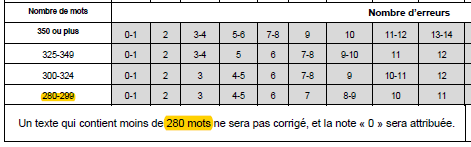 Nombre de mots Nombre d'erreurs
350 ou plus 0-1 2 3-4 5-6 7-8 9 10 11-12 13-14
325-349 0-1 2 3-4 5 6 7-8 9-10 11 12
300-324 0-1 2 3 4-5 6 7-8 9 10-11 12
280-299 0-1 2 3 4-5 6 7 8-9 10 11
Un texte qui contient moins de 280 mots ne sera pas corrigé, et la note « 0 » sera attribuée.